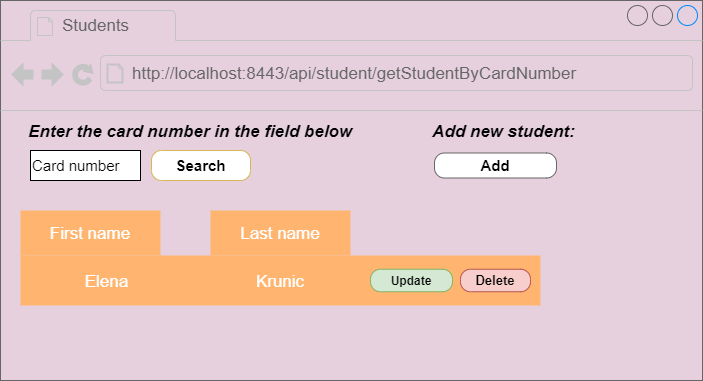 Students
http://localhost:8443/api/student/getStudentByCardNumber
Enter the card number in the field below
Add new student:
Card number
Search
Add
First name
Last name
Elena
Krunic
Update
Delete